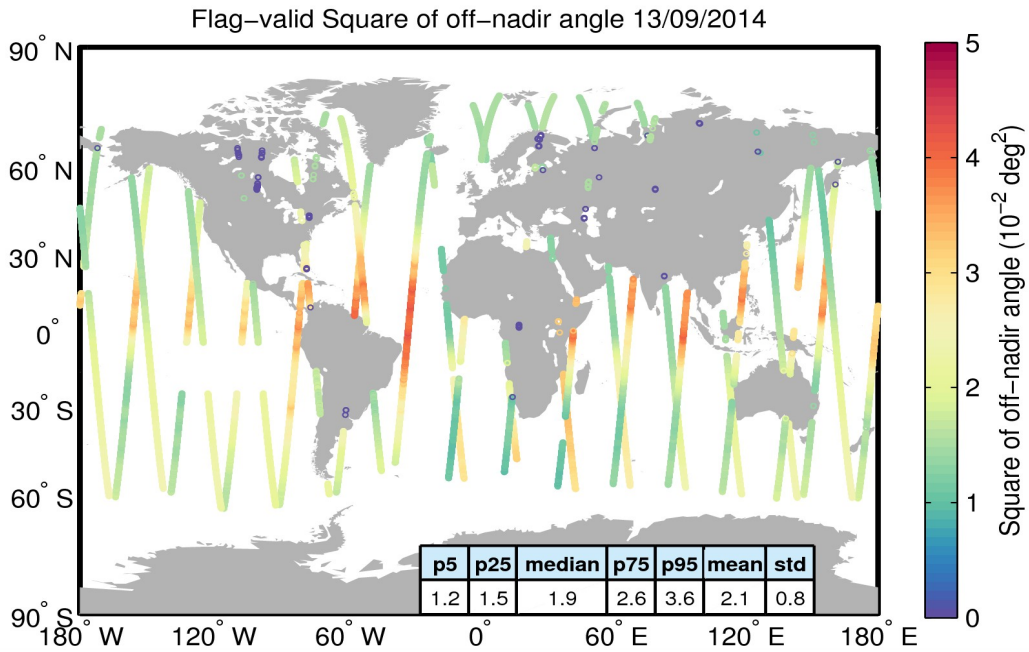 Flag−valid Square of off−nadir angle 13/09/2014
90° N
60° N
30° N
0°
30° S
60° S
90° S
180° W
120° W
60° W
0°
60° E
120° E
180° E
p5 p25 median p75 p95 mean std
1.2 1.5 1.9 2.6 3.6 2.1 0.8
5
4
3
2
1
0
Square of off−nadir angle (10⁻² deg²)